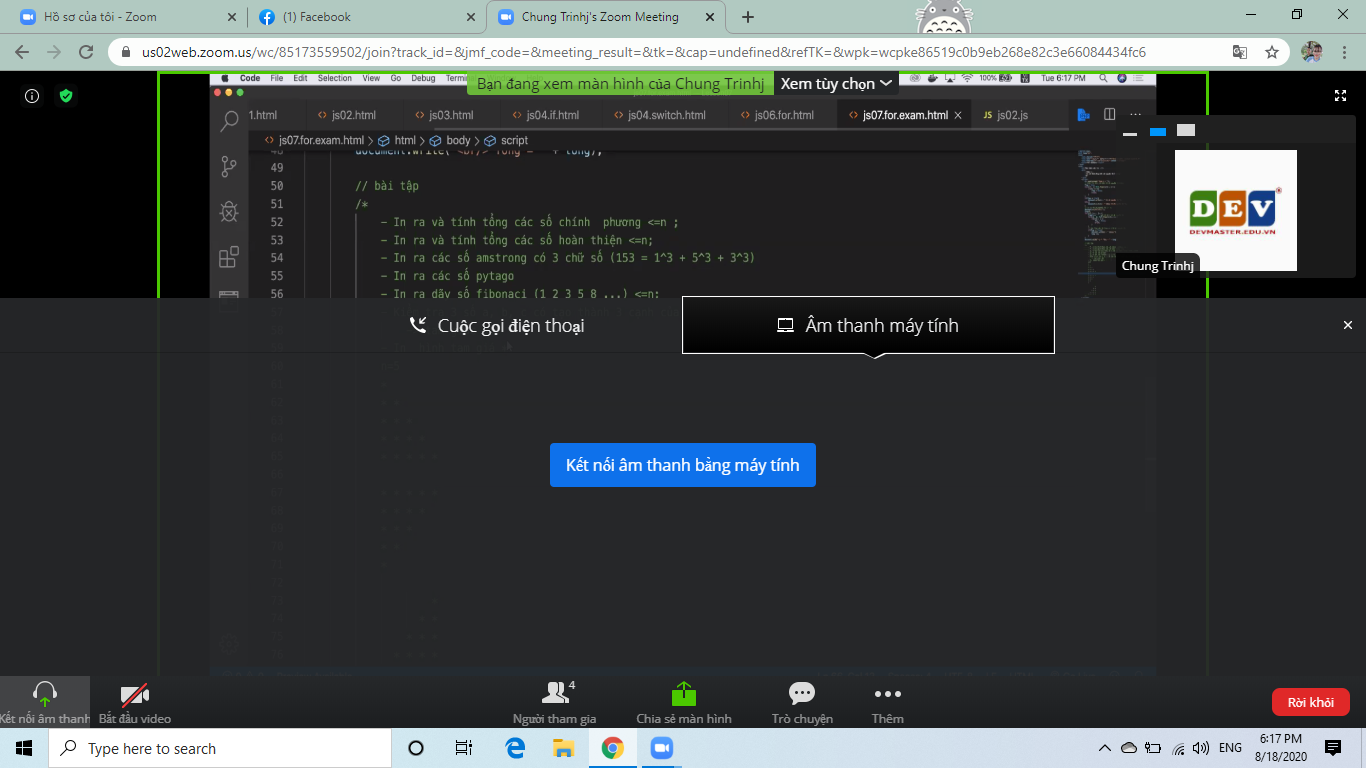 Hồ sơ của tôi - Zoom
(1) Facebook
Chung Trinhj's Zoom Meeting
us02web.zoom.us/wc/85173559502/join?track_id=&jmf_code=&meeting_result=&tk=&cap=undefined&refTK=&wpk=wcpke86519c0b9eb268e82c3e66084434fc6
Code File Edit Selection View Go Debug
Bạn đang xem màn hình của Chung Trinhj
Xem tùy chọn
100% Tue 6:17 PM
1.html js02.html js03.html js04.if.html js04.switch.html js06.for.html js07.for.exam.html JS js02.js
js07.for.exam.html > html > body > script
49
50 // bài tập
51 /*
52 - In ra và tính tổng các số chính phương <=n ;
53 - In ra và tính tổng các số hoàn thiện <=n;
54 - In ra các số amstrong có 3 chữ số (153 = 1^3 + 5^3 + 3^3)
55 - In ra các số pytago
56 - In ra dãy số fibonaci (1 2 3 5 8 ...) <=n;
DEV
DEVMASTER.EDU.VN
Chung Trinhj
Cuộc gọi điện thoại
Âm thanh máy tính
Kết nối âm thanh bằng máy tính
Kết nối âm thanh
Bắt đầu video
4
Người tham gia
Chia sẻ màn hình
Trò chuyện
Thêm
Rời khỏi
Type here to search
ENG
6:17 PM
8/18/2020